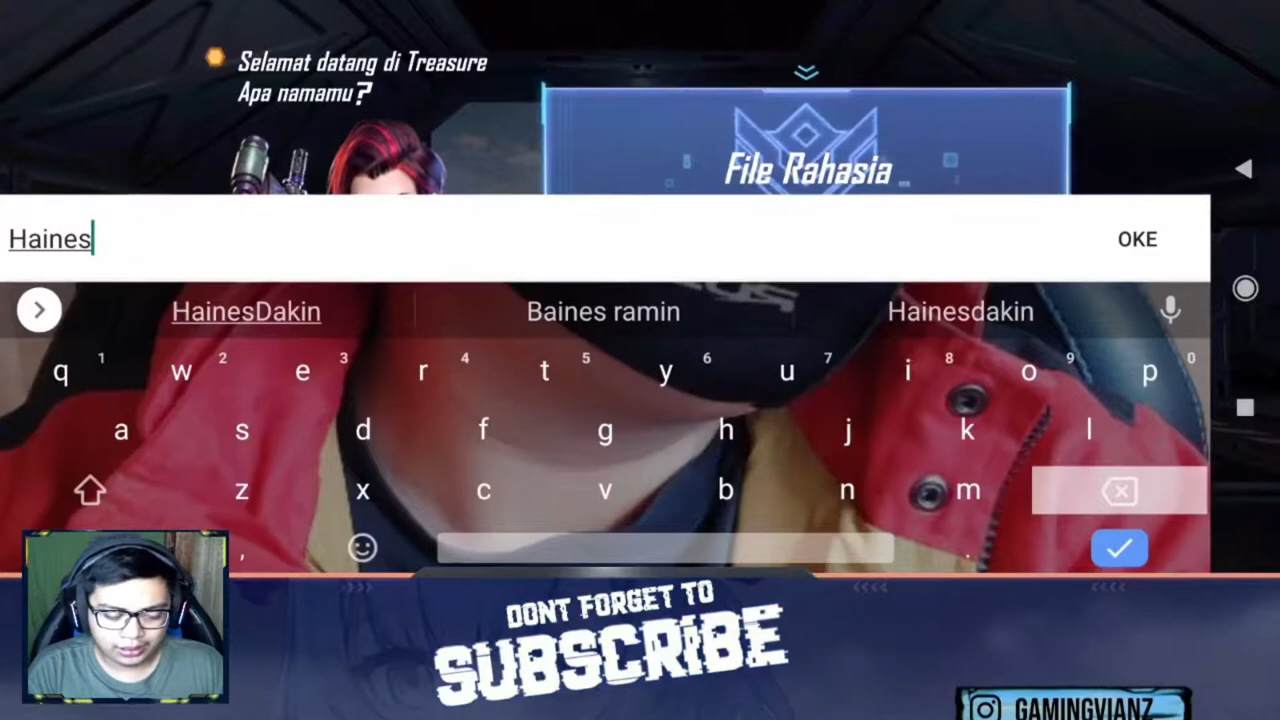 Selamat datang di Treasure
Apa namamu?
File Rahasia
Haines
OKE
HainesDakin
Baines ramin
Hainesdakin
q 1 w 2 e 3 r 4 t 5 y 6 u 7 i 8 o 9 p 0
a s d f g h j k l
z x c v b n m
, .
DONT FORGET TO
SUBSCRIBE
GAMINGVIANZ